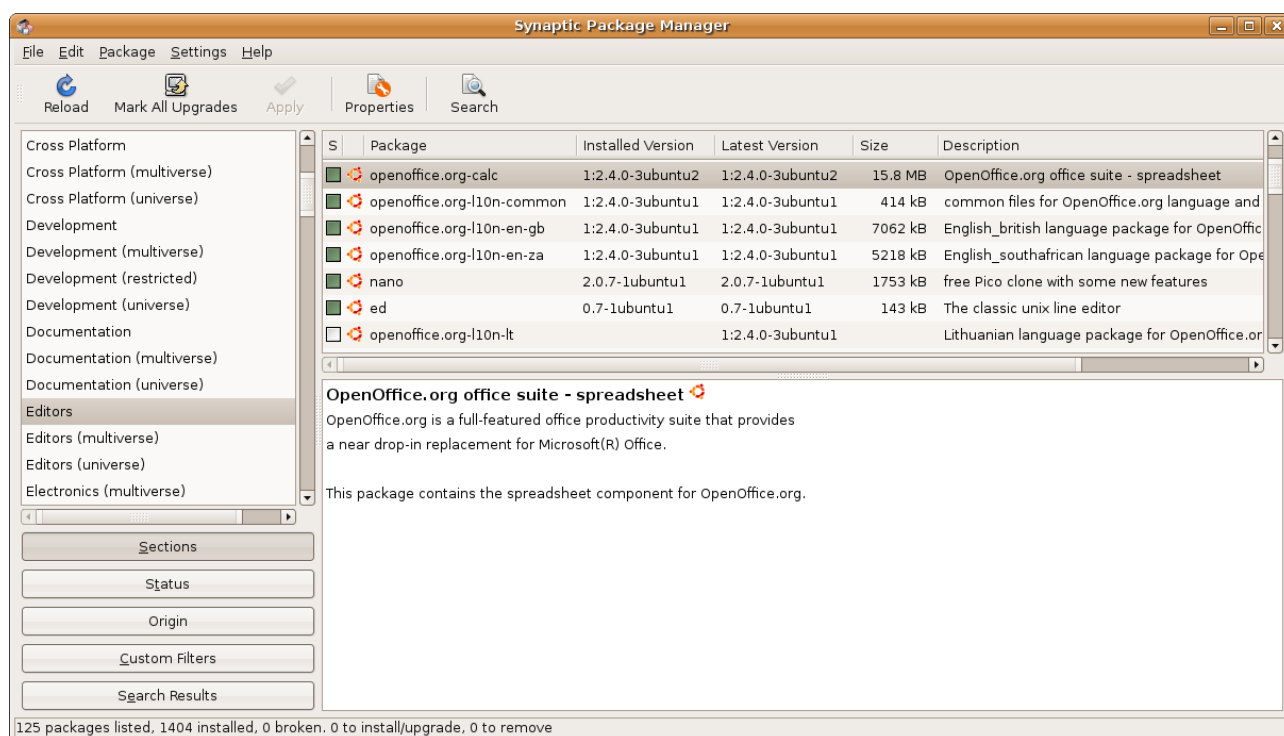 Synaptic Package Manager
File Edit Package Settings Help
Reload Mark All Upgrades Apply Properties Search
Cross Platform
Cross Platform (multiverse)
Cross Platform (universe)
Development
Development (multiverse)
Development (restricted)
Development (universe)
Documentation
Documentation (multiverse)
Documentation (universe)
Editors
Editors (multiverse)
Editors (universe)
Electronics (multiverse)
Sections
Status
Origin
Custom Filters
Search Results
S Package Installed Version Latest Version Size Description
openoffice.org-calc 1:2.4.0-3ubuntu2 1:2.4.0-3ubuntu2 15.8 MB OpenOffice.org office suite - spreadsheet
openoffice.org-l10n-common 1:2.4.0-3ubuntu1 1:2.4.0-3ubuntu1 414 kB common files for OpenOffice.org language and
openoffice.org-l10n-en-gb 1:2.4.0-3ubuntu1 1:2.4.0-3ubuntu1 7062 kB English_british language package for OpenOffic
openoffice.org-l10n-en-za 1:2.4.0-3ubuntu1 1:2.4.0-3ubuntu1 5218 kB English_southafrican language package for Ope
nano 2.0.7-1ubuntu1 2.0.7-1ubuntu1 1753 kB free Pico clone with some new features
ed 0.7-1ubuntu1 0.7-1ubuntu1 143 kB The classic unix line editor
openoffice.org-l10n-lt 1:2.4.0-3ubuntu1 Lithuanian language package for OpenOffice.or
OpenOffice.org office suite - spreadsheet
OpenOffice.org is a full-featured office productivity suite that provides
a near drop-in replacement for Microsoft(R) Office.
This package contains the spreadsheet component for OpenOffice.org.
125 packages listed, 1404 installed, 0 broken. 0 to install/upgrade, 0 to remove